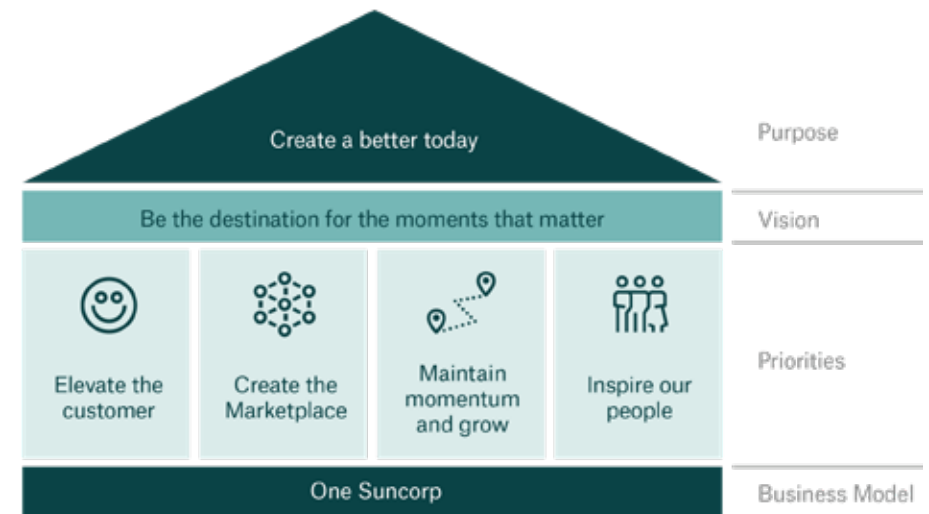 Create a better today
Purpose
Be the destination for the moments that matter
Vision
Elevate the
customer
Create the
Marketplace
Maintain
momentum
and grow
Inspire our
people
Priorities
One Suncorp
Business Model